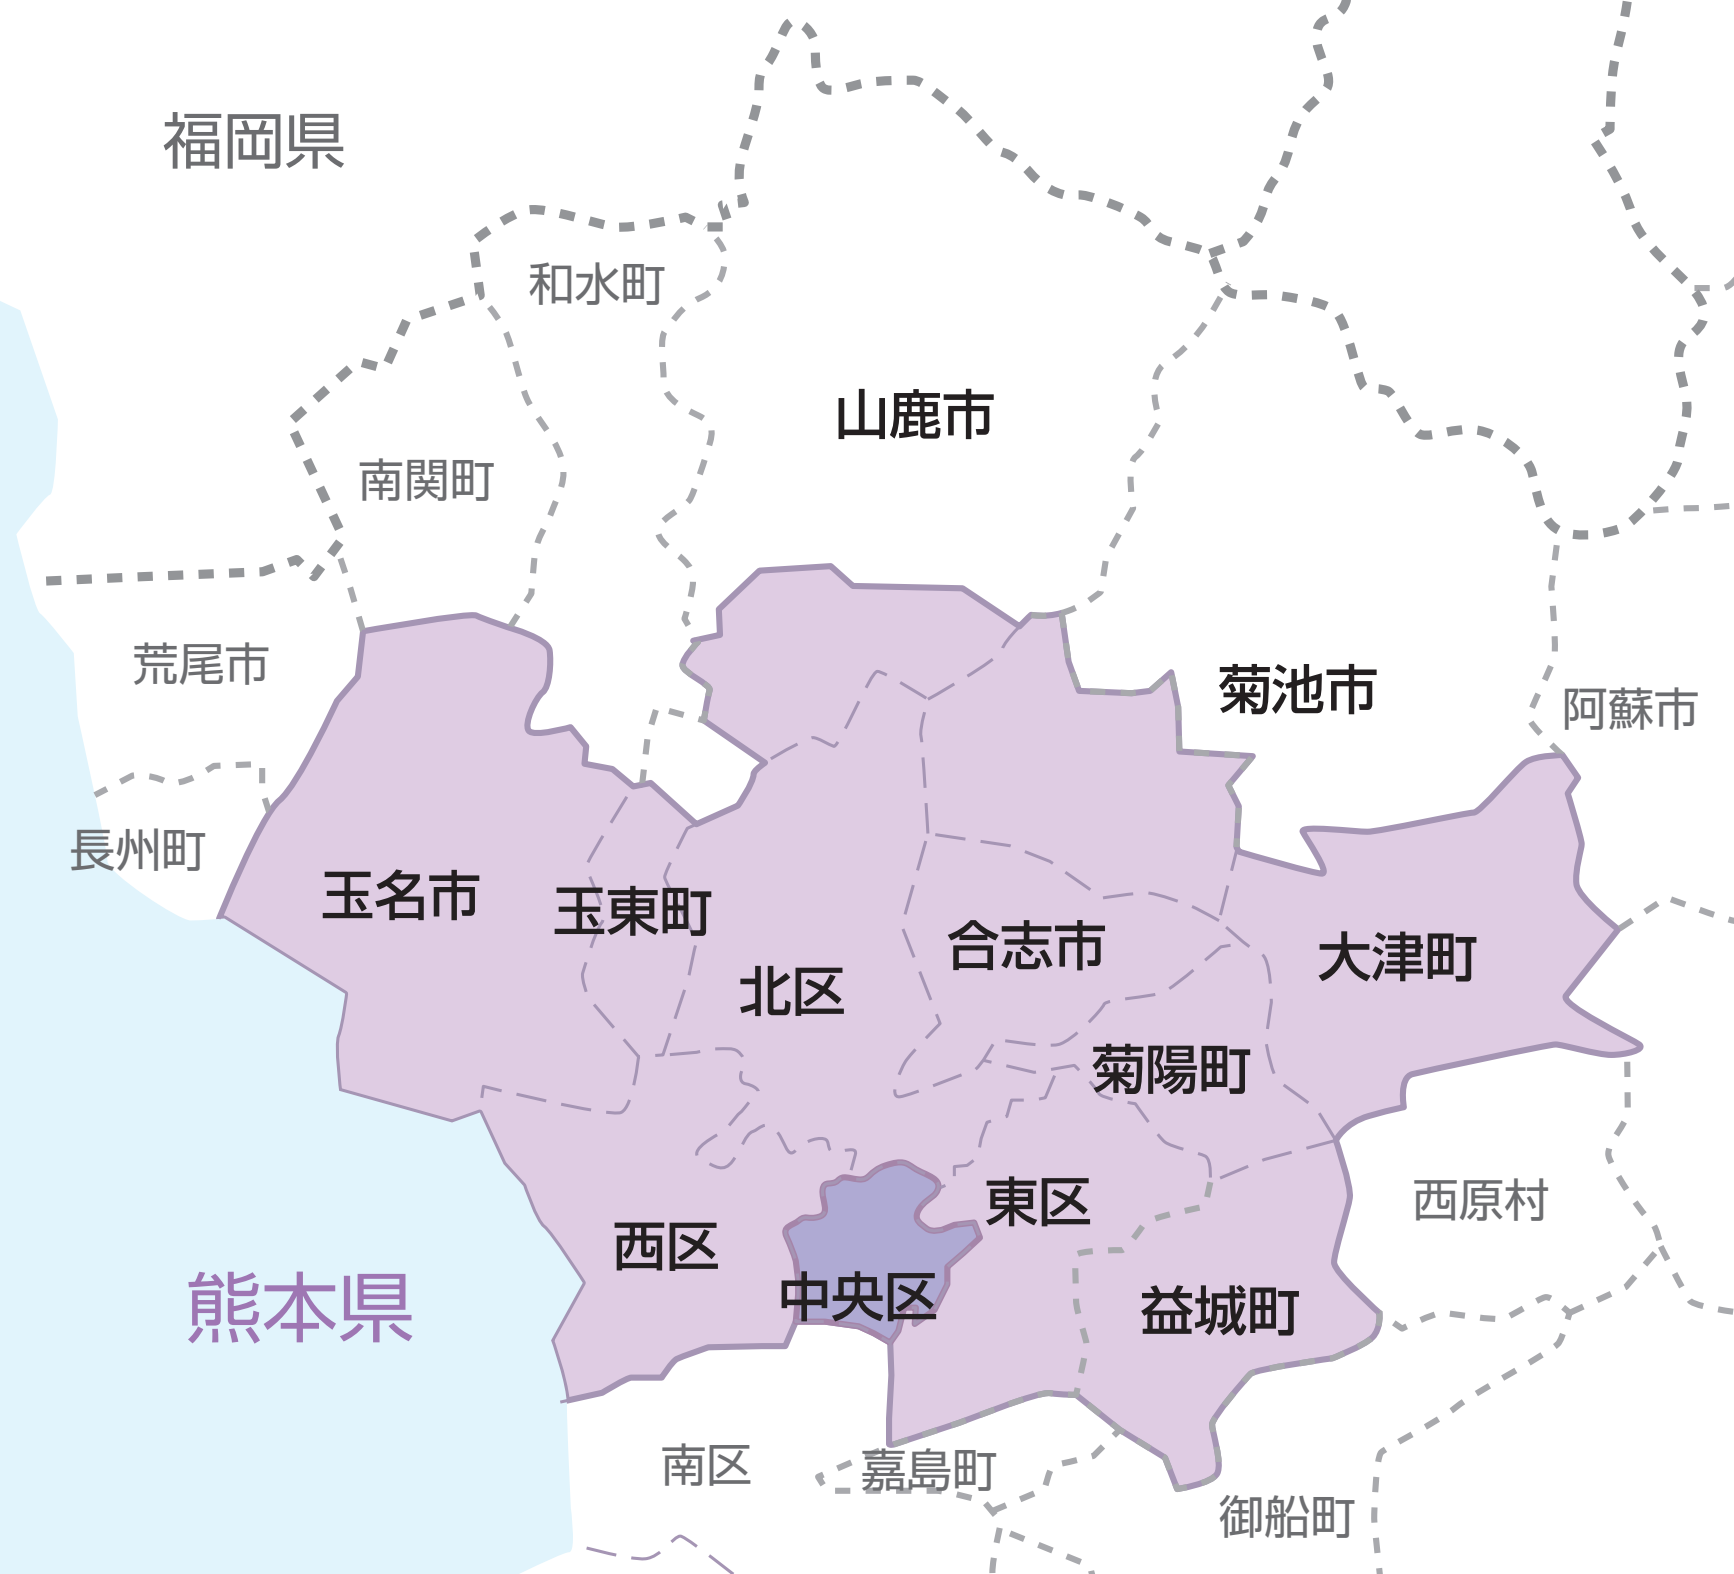 福岡県
和水町
山鹿市
南関町
荒尾市
菊池市
阿蘇市
長州町
玉名市
玉東町
合志市
大津町
北区
菊陽町
東区
西原村
西区
中央区
益城町
熊本県
南区
嘉島町
御船町